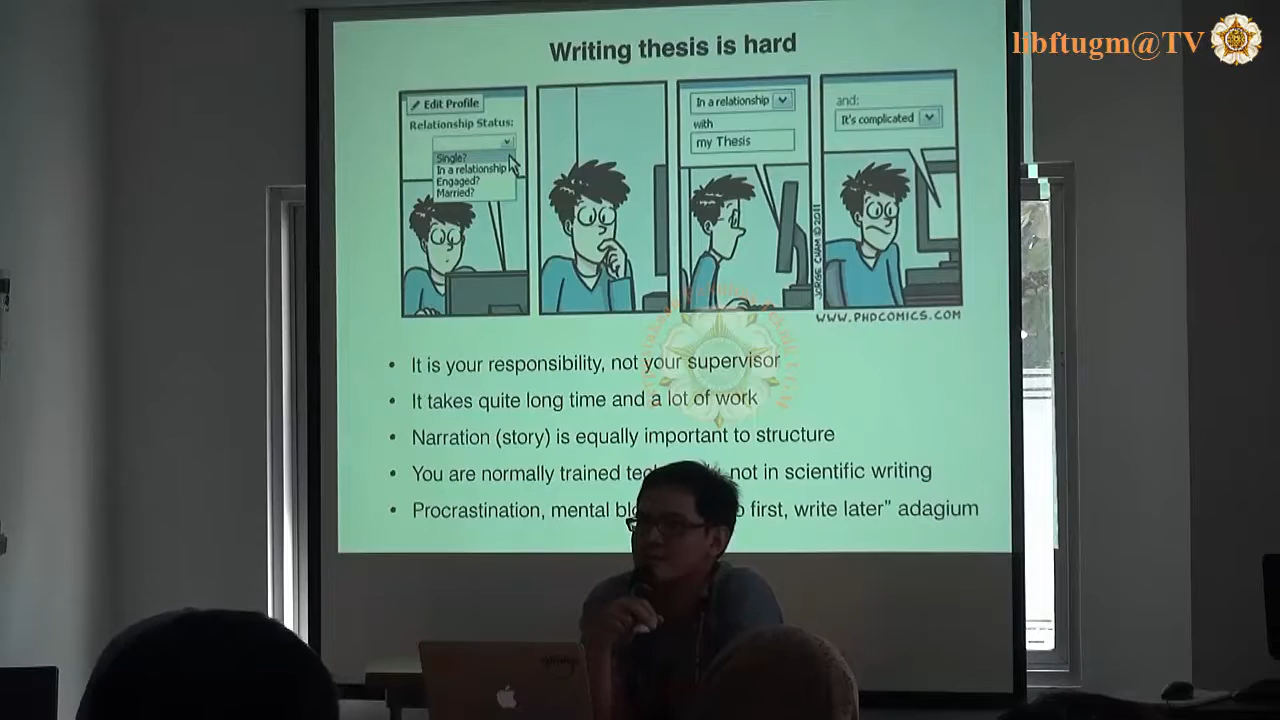 libftugm@TV
Writing thesis is hard
Edit Profile
Relationship Status:
Single?
In a relationship
Engaged?
Married?
In a relationship
with
my Thesis
and:
It's complicated
JORGE CHAM © 2011
WWW.PHDCOMICS.COM
• It is your responsibility, not your supervisor
• It takes quite long time and a lot of work
• Narration (story) is equally important to structure
• You are normally trained not in scientific writing
• Procrastination, mental first, write later” adagium